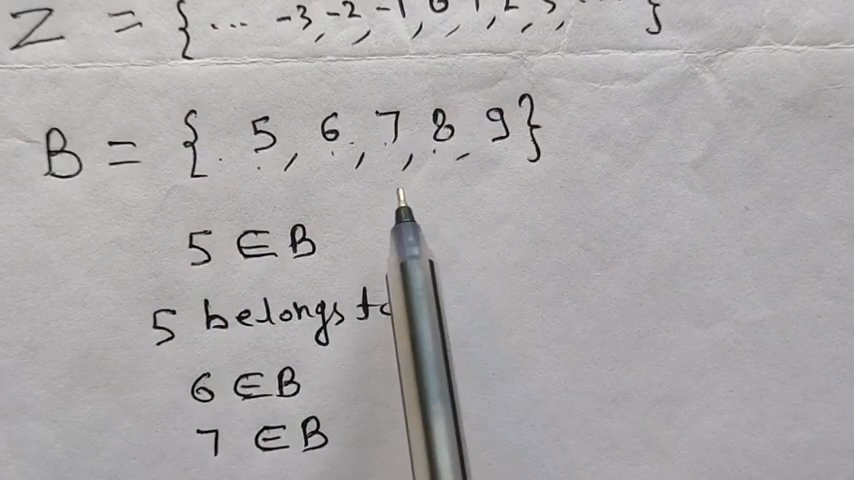 Z = {... -3, -2, -1, 0, 1, 2, 3, ... }
B = { 5, 6, 7, 8, 9}
5 ∈ B
5 belongs to
6 ∈ B
7 ∈ B